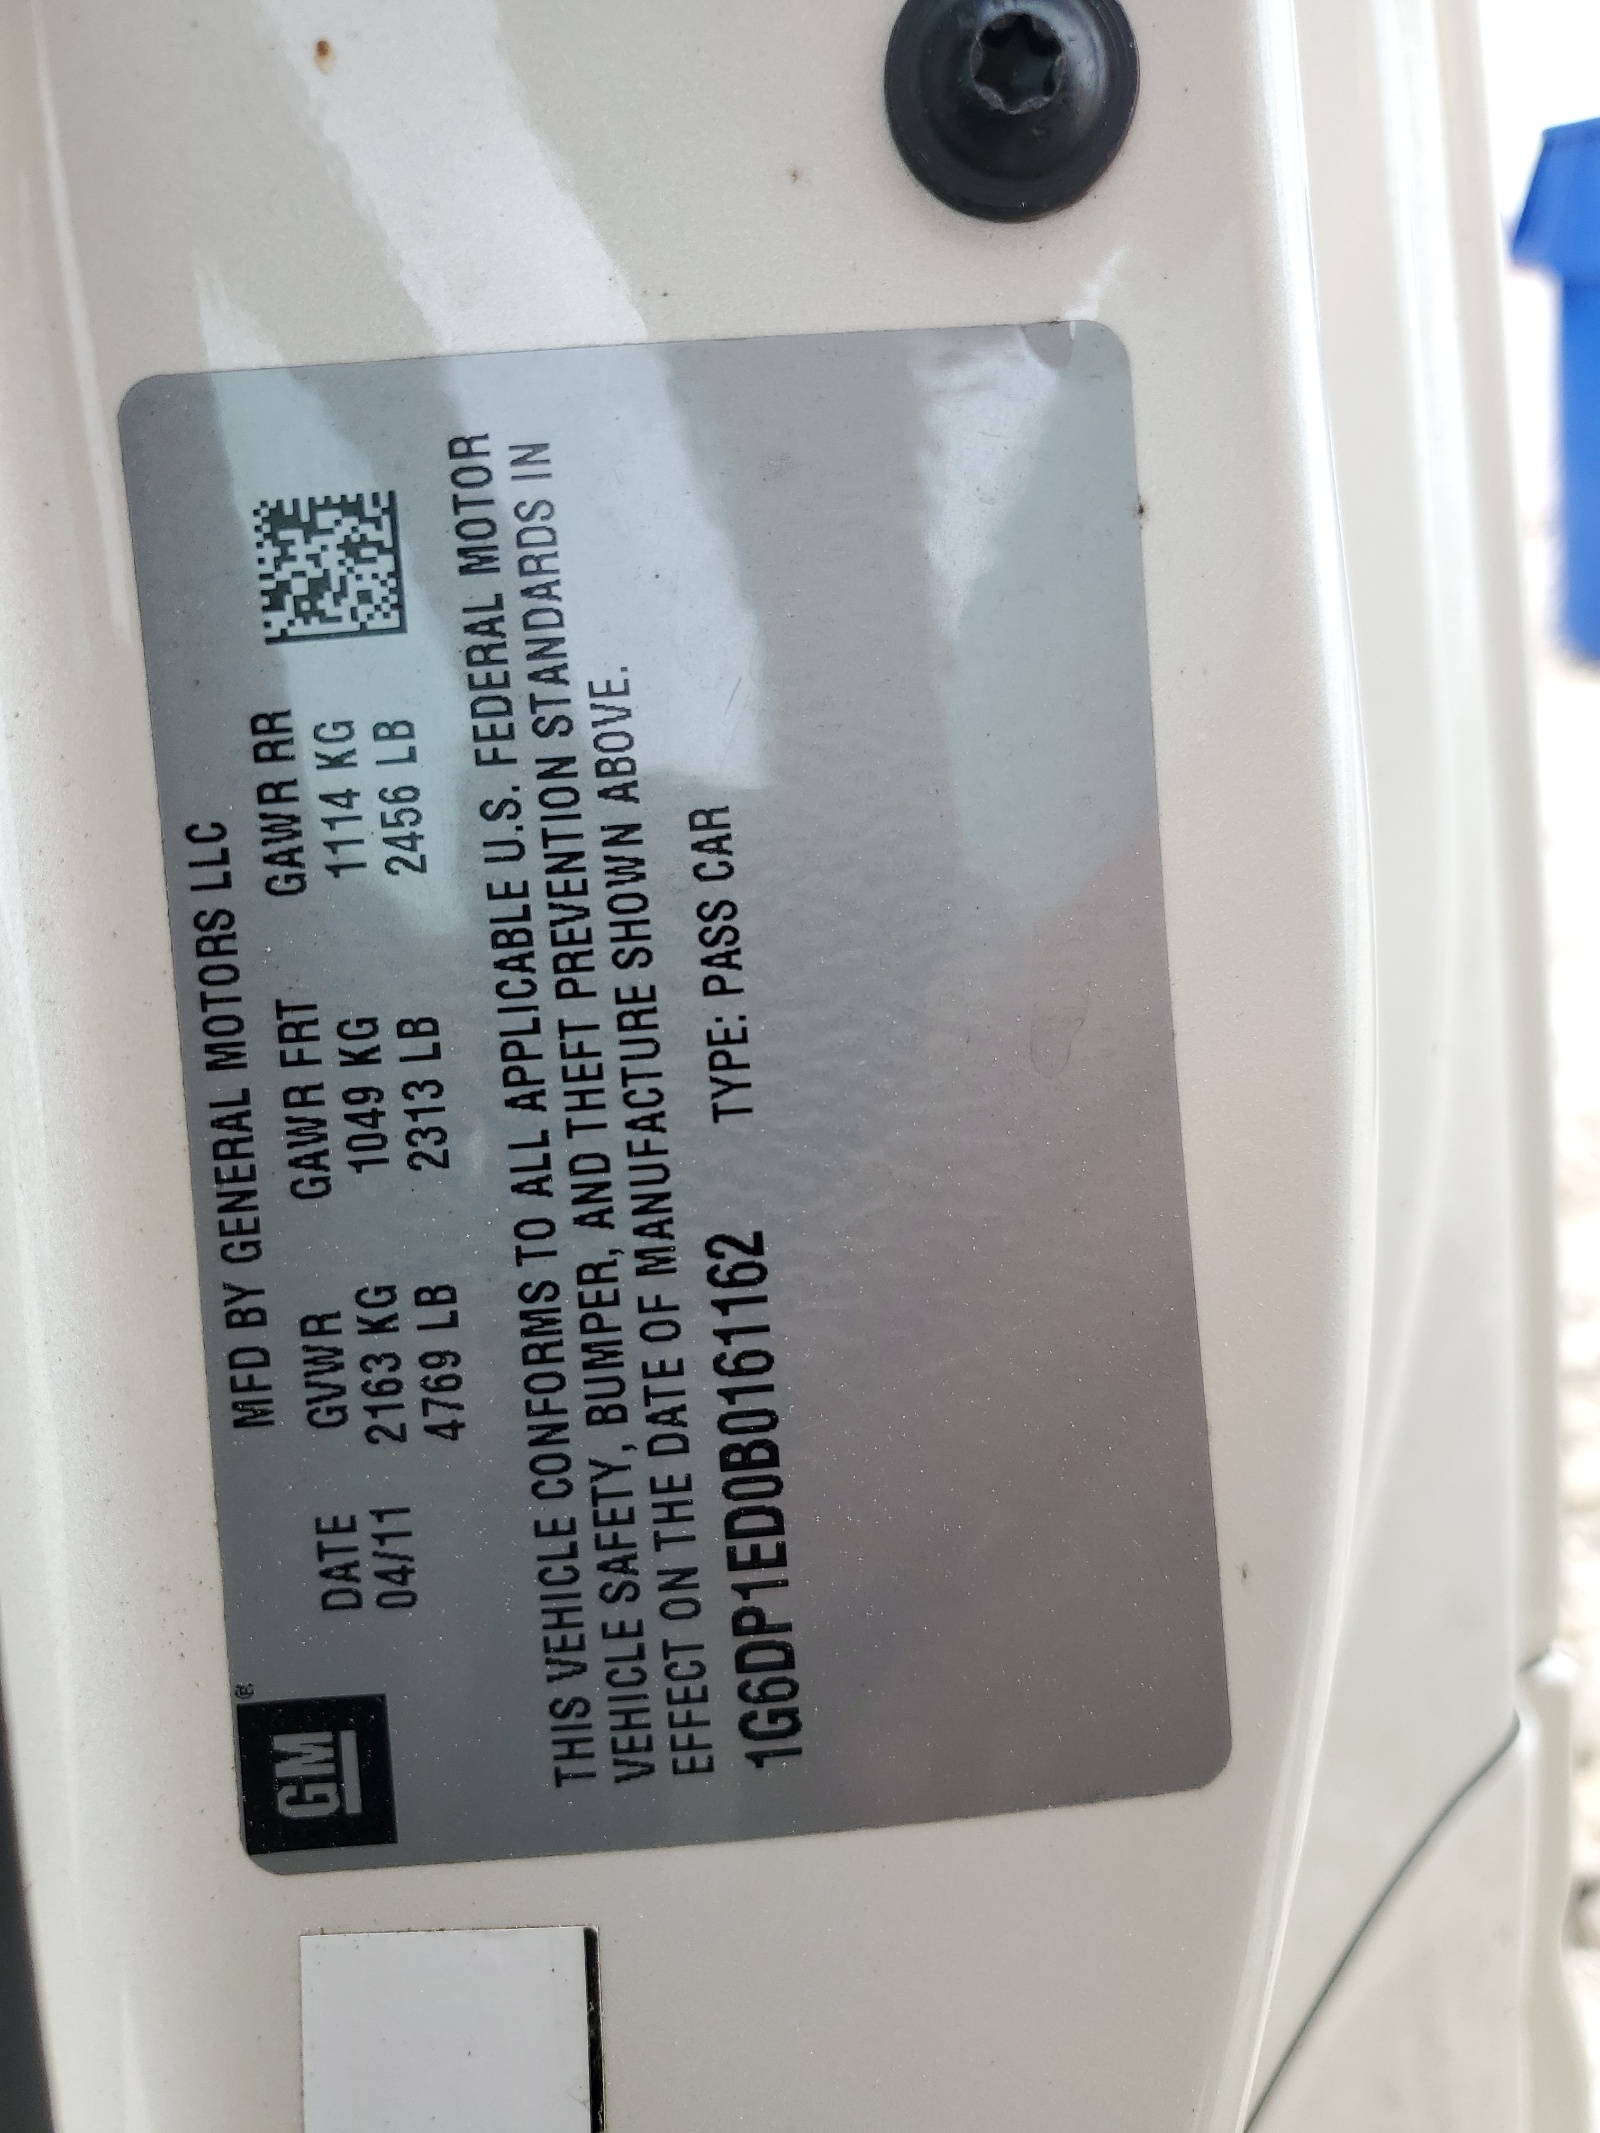 GM®
MFD BY GENERAL MOTORS LLC
DATE GVWR GAWR FRT GAWR RR
04/11 2163 KG 1049 KG 1114 KG
4769 LB 2313 LB 2456 LB
THIS VEHICLE CONFORMS TO ALL APPLICABLE U.S. FEDERAL MOTOR
VEHICLE SAFETY, BUMPER, AND THEFT PREVENTION STANDARDS IN
EFFECT ON THE DATE OF MANUFACTURE SHOWN ABOVE.
1G6DP1ED0B0161162 TYPE: PASS CAR